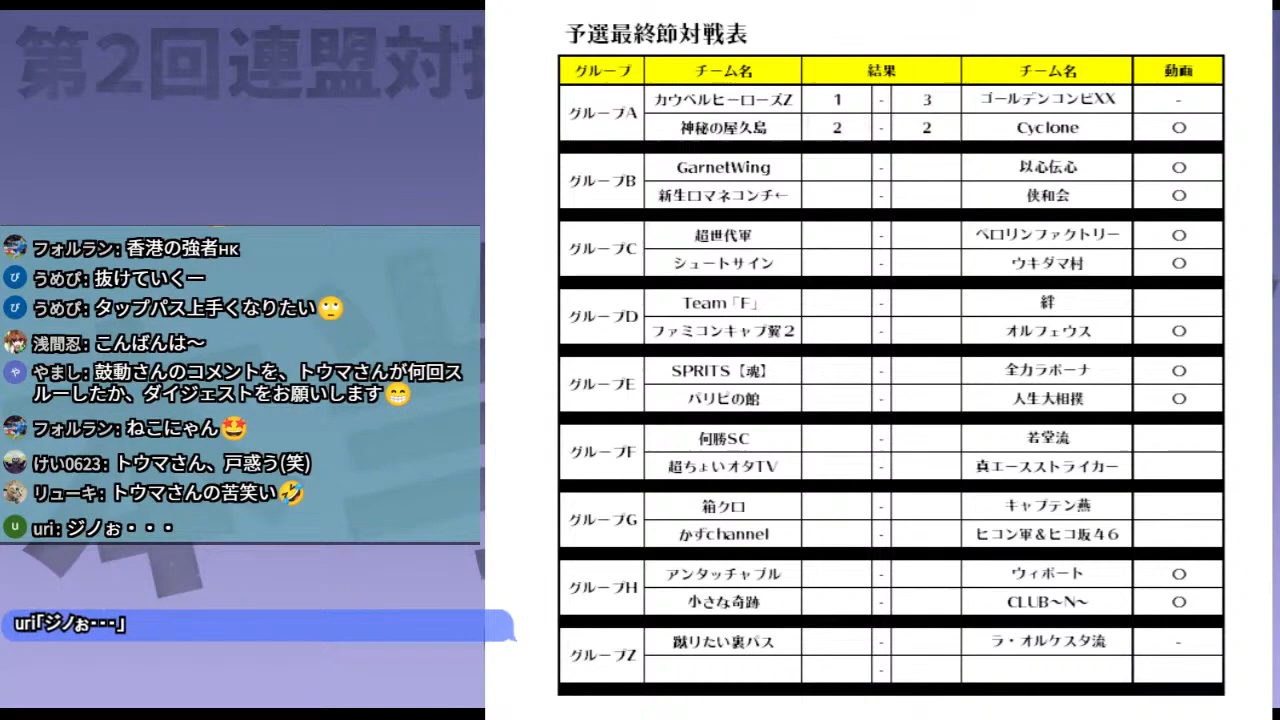 第2回連盟対
フォルラン: 香港の強者HK
うめぴ: 抜けていくー
うめぴ: タップパス上手くなりたい🙄
浅間忍: こんばんは〜
やまし: 鼓動さんのコメントを、トウマさんが何回ス
ルーしたか、ダイジェストをお願いします😁
フォルラン: ねこにゃん🤩
けい0623: トウマさん、戸惑う(笑)
リューキ: トウマさんの苦笑い🤣
uri: ジノぉ・・・
uri「ジノぉ・・・」
予選最終節対戦表
グループ チーム名 結果 チーム名 動画
グループA カウベルヒーローズZ 1 - 3 ゴールデンコンビXX -
神秘の屋久島 2 - 2 Cyclone ○
グループB GarnetWing - 以心伝心 ○
新生ロマネコンチ← - 侠和会 ○
グループC 超世代軍 - ペロリンファクトリー ○
シュートサイン - ウキダマ村 ○
グループD Team「F」 - 絆
ファミコンキャプ翼2 - オルフェウス ○
グループE SPRITS【魂】 - 全力ラボーナ ○
パリピの館 - 人生大相撲 ○
グループF 何勝SC - 若堂流
超ちょいオタTV - 真エースストライカー
グループG 箱クロ - キャプテン燕
かずchannel - ヒコン軍＆ヒコ坂46
グループH アンタッチャブル - ウィポート ○
小さな奇跡 - CLUB〜N〜 ○
グループZ 蹴りたい裏パス - ラ・オルケスタ流 -
-